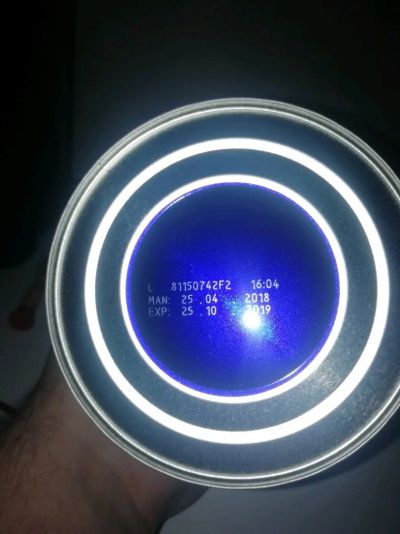 L 81150742F2 16:04
MAN: 25 . 04 2018
EXP: 25 . 10 . 2019